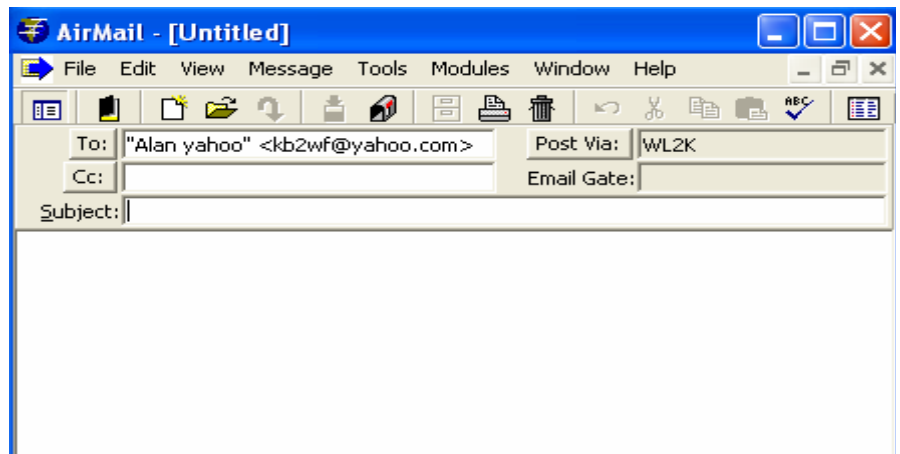 AirMail - [Untitled]
File Edit View Message Tools Modules Window Help
ABC
To: "Alan yahoo" <kb2wf@yahoo.com> Post Via: WL2K
Cc: Email Gate:
Subject: